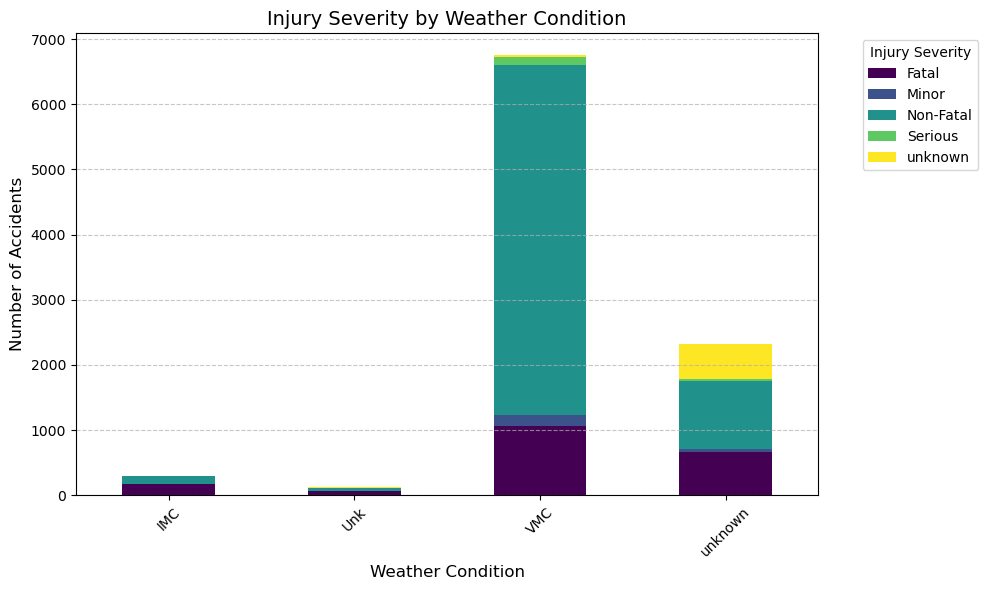 Injury Severity by Weather Condition
Number of Accidents
7000
6000
5000
4000
3000
2000
1000
0
IMC
Unk
VMC
unknown
Weather Condition
Injury Severity
Fatal
Minor
Non-Fatal
Serious
unknown